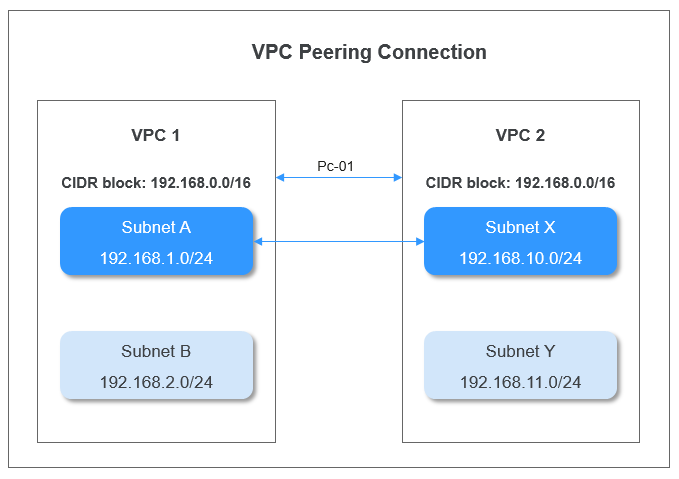 VPC Peering Connection
VPC 1
CIDR block: 192.168.0.0/16
Subnet A
192.168.1.0/24
Subnet B
192.168.2.0/24
Pc-01
VPC 2
CIDR block: 192.168.0.0/16
Subnet X
192.168.10.0/24
Subnet Y
192.168.11.0/24